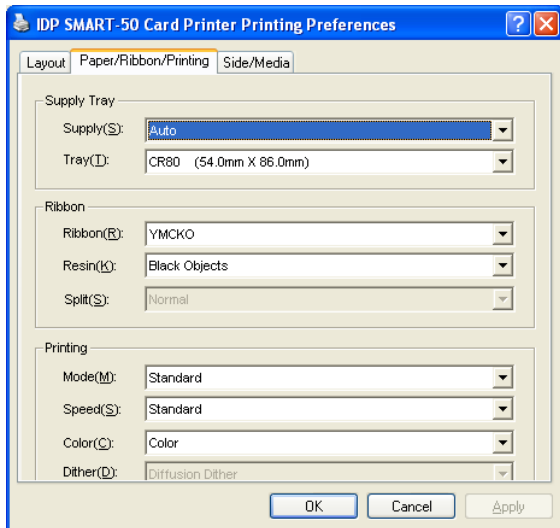 IDP SMART-50 Card Printer Printing Preferences
Layout Paper/Ribbon/Printing Side/Media
Supply Tray
Supply(S): Auto
Tray(T): CR80 (54.0mm X 86.0mm)
Ribbon
Ribbon(R): YMCKO
Resin(K): Black Objects
Split(S): Normal
Printing
Mode(M): Standard
Speed(S): Standard
Color(C): Color
Dither(D): Diffusion Dither
OK Cancel Apply